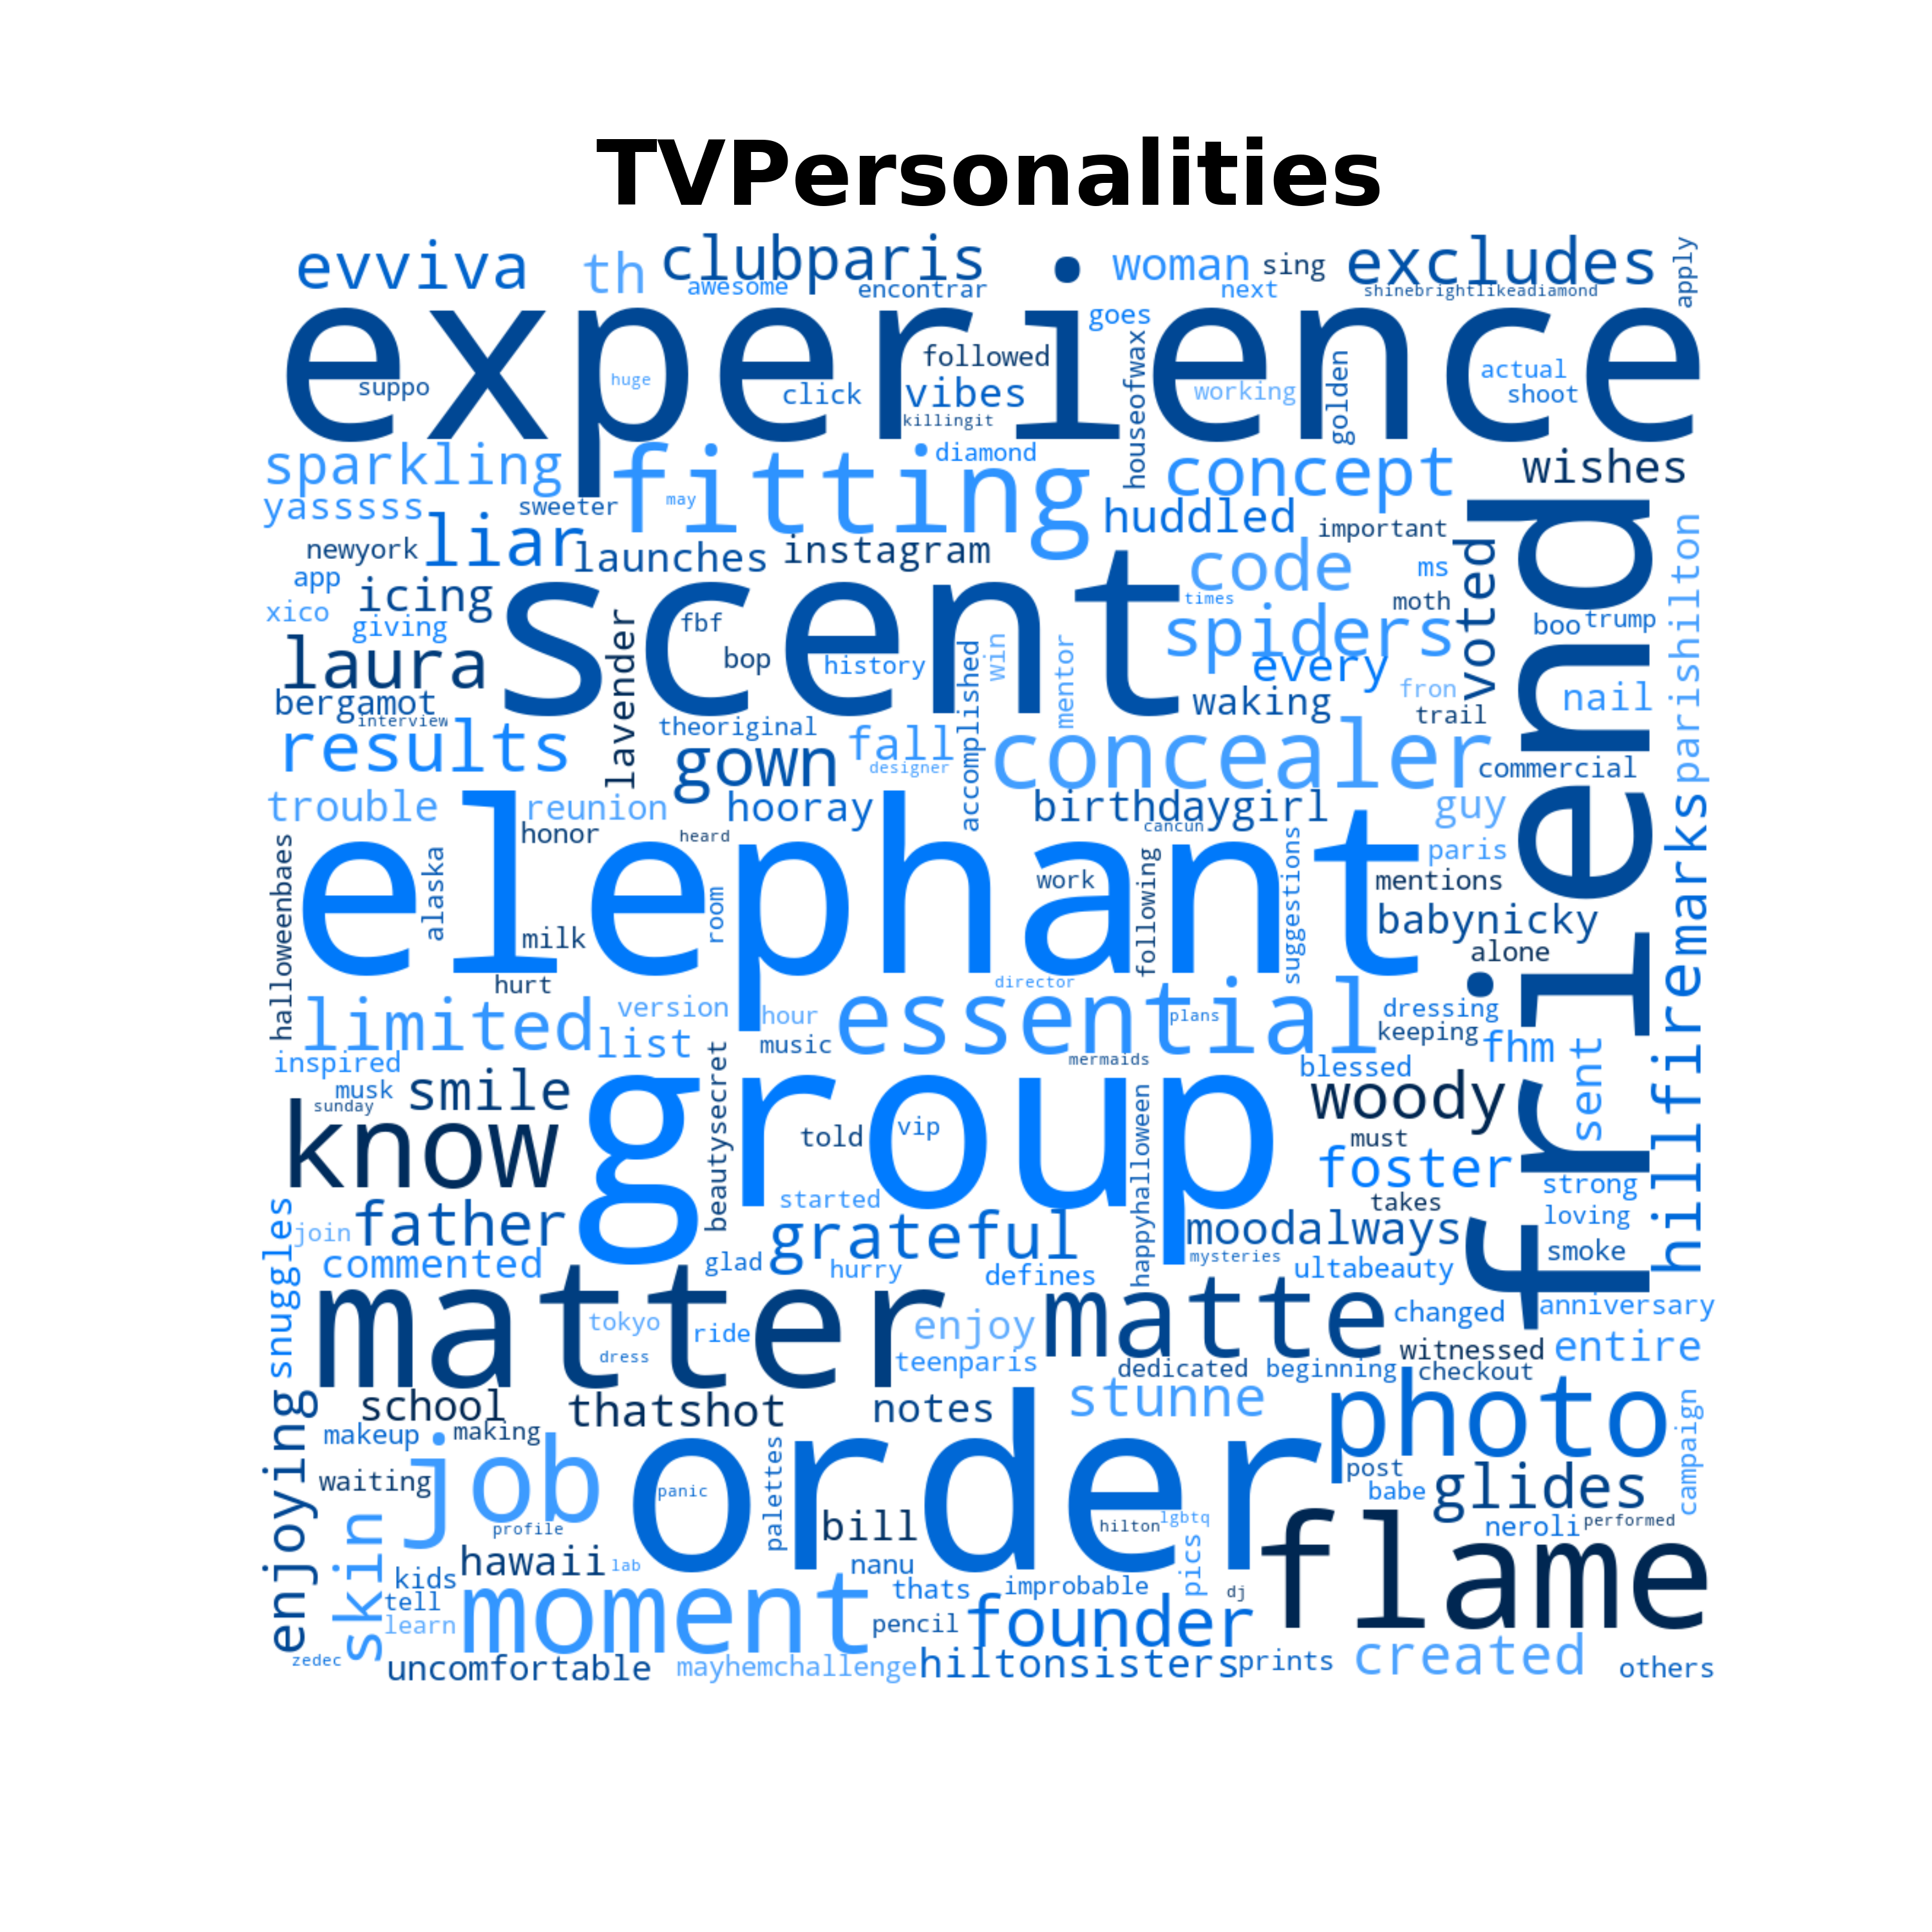 TVPersonalities
evviva th clubparis woman sing excludes apply
awesome encontrar next shinebrightlikeadiamond
experience
goes
followed
suppo huge click vibes houseofwax working golden actual shoot
killingit
sparkling fitting diamond concept wishes
yasssss sweeter may huddled important
newyork liar launches instagram code ms voted friend parishilton
app icing times moth
xico giving lavender fbf scent spiders boo trump
laura bop history accomplished win mentor every
bergamot interview waking fron nail
trail
results theoriginal gown fall designer concealer commercial
trouble reunion hooray birthdaygirl guy remarks
honor heard cancun
halloweenbaes alaska elephant room work following suggestions paris
mentions
milk babynicky
alone
hurt director
limited version hour essential plans dressing hillfire
list music keeping
inspired mermaids blessed fhm sent
musk smile beautysecret group woody
sunday
know told vip happyhalloween must
foster
snuggles started takes strong
join father grateful moodalways loving
commented glad hurry defines mysteries ultabeauty smoke
matter tokyo ride enjoy matte changed anniversary
dress teenparis witnessed entire
dedicated beginning checkout
enjoying school thatshot notes stunne photo campaign
makeup making
waiting job order panic palettes post
babe glides
profile bill hilton lgbtq neroli performed
skin hawaii lab nanu pics flame
kids thats improbable dj
tell
learn moment pencil founder
zedec uncomfortable mayhemchallenge hiltonsisters prints created others